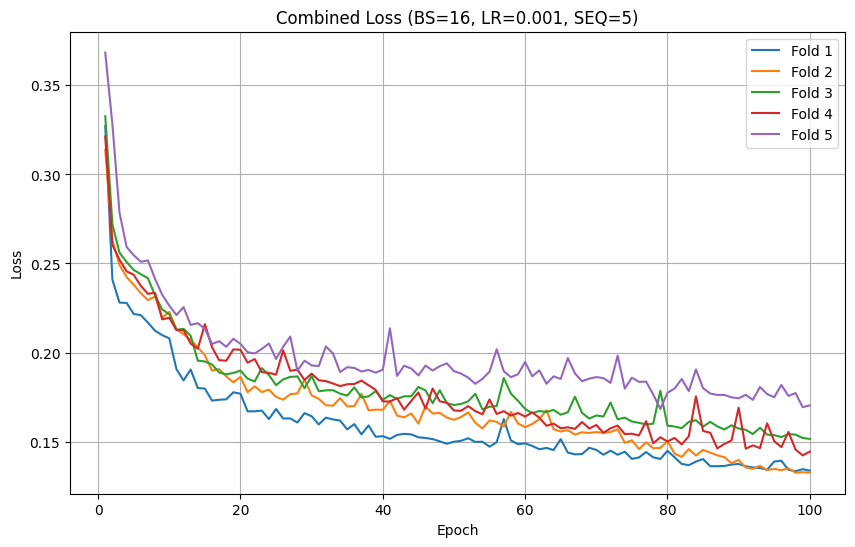 Combined Loss (BS=16, LR=0.001, SEQ=5)
Fold 1
Fold 2
Fold 3
Fold 4
Fold 5
Loss
0.35
0.30
0.25
0.20
0.15
0
20
40
60
80
100
Epoch